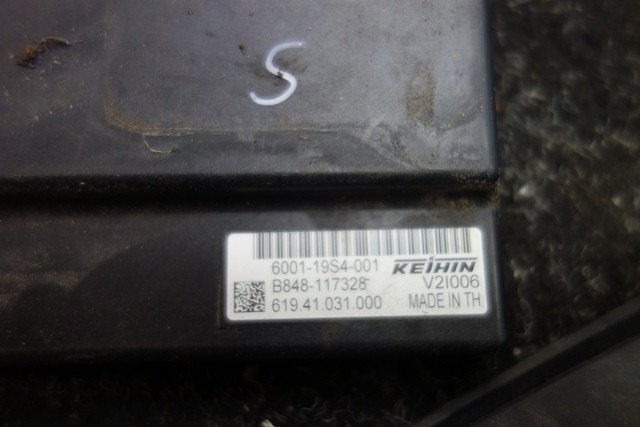 S
6001-19S4-001 KEIHIN
B848-117328 V2I006
619.41.031.000 MADE IN TH